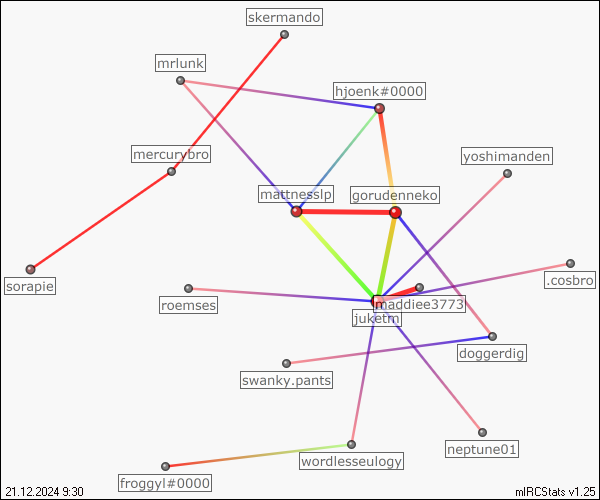 skermando
mrlunk
hjoenk#0000
mercurybro
yoshimanden
mattnesslp
gorudenneko
sorapie
.cosbro
roemses
maddiee3773
juketm
doggerdig
swanky.pants
neptune01
wordlesseulogy
froggyl#0000
21.12.2024 9:30
mIRCStats v1.25